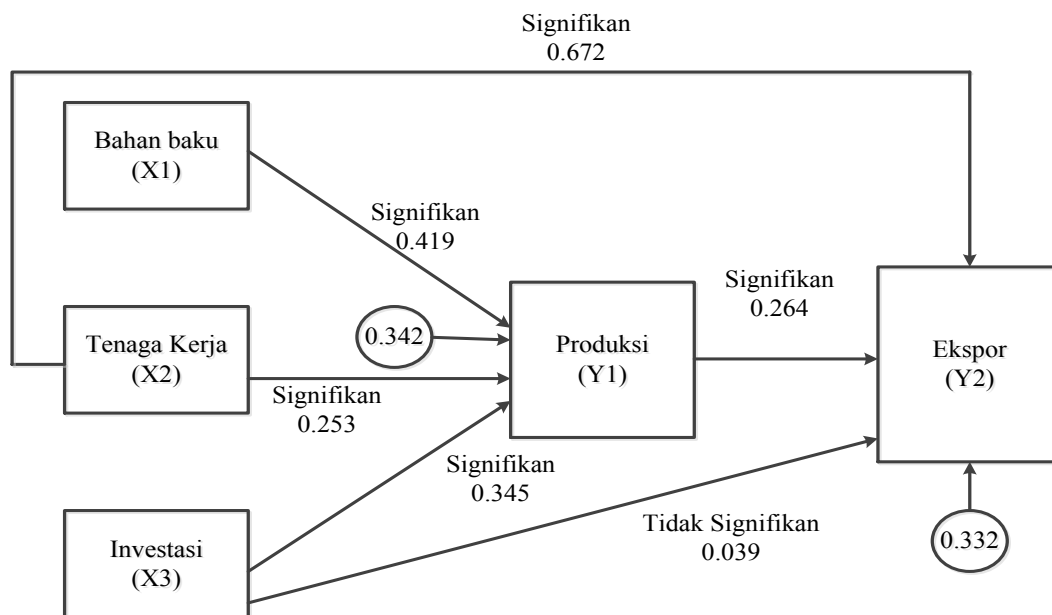 Signifikan
0.672
Bahan baku
(X1)
Signifikan
0.419
Signifikan
0.264
0.342
Tenaga Kerja
(X2)
Produksi
(Y1)
Ekspor
(Y2)
Signifikan
0.253
Signifikan
0.345
Tidak Signifikan
0.039
0.332
Investasi
(X3)